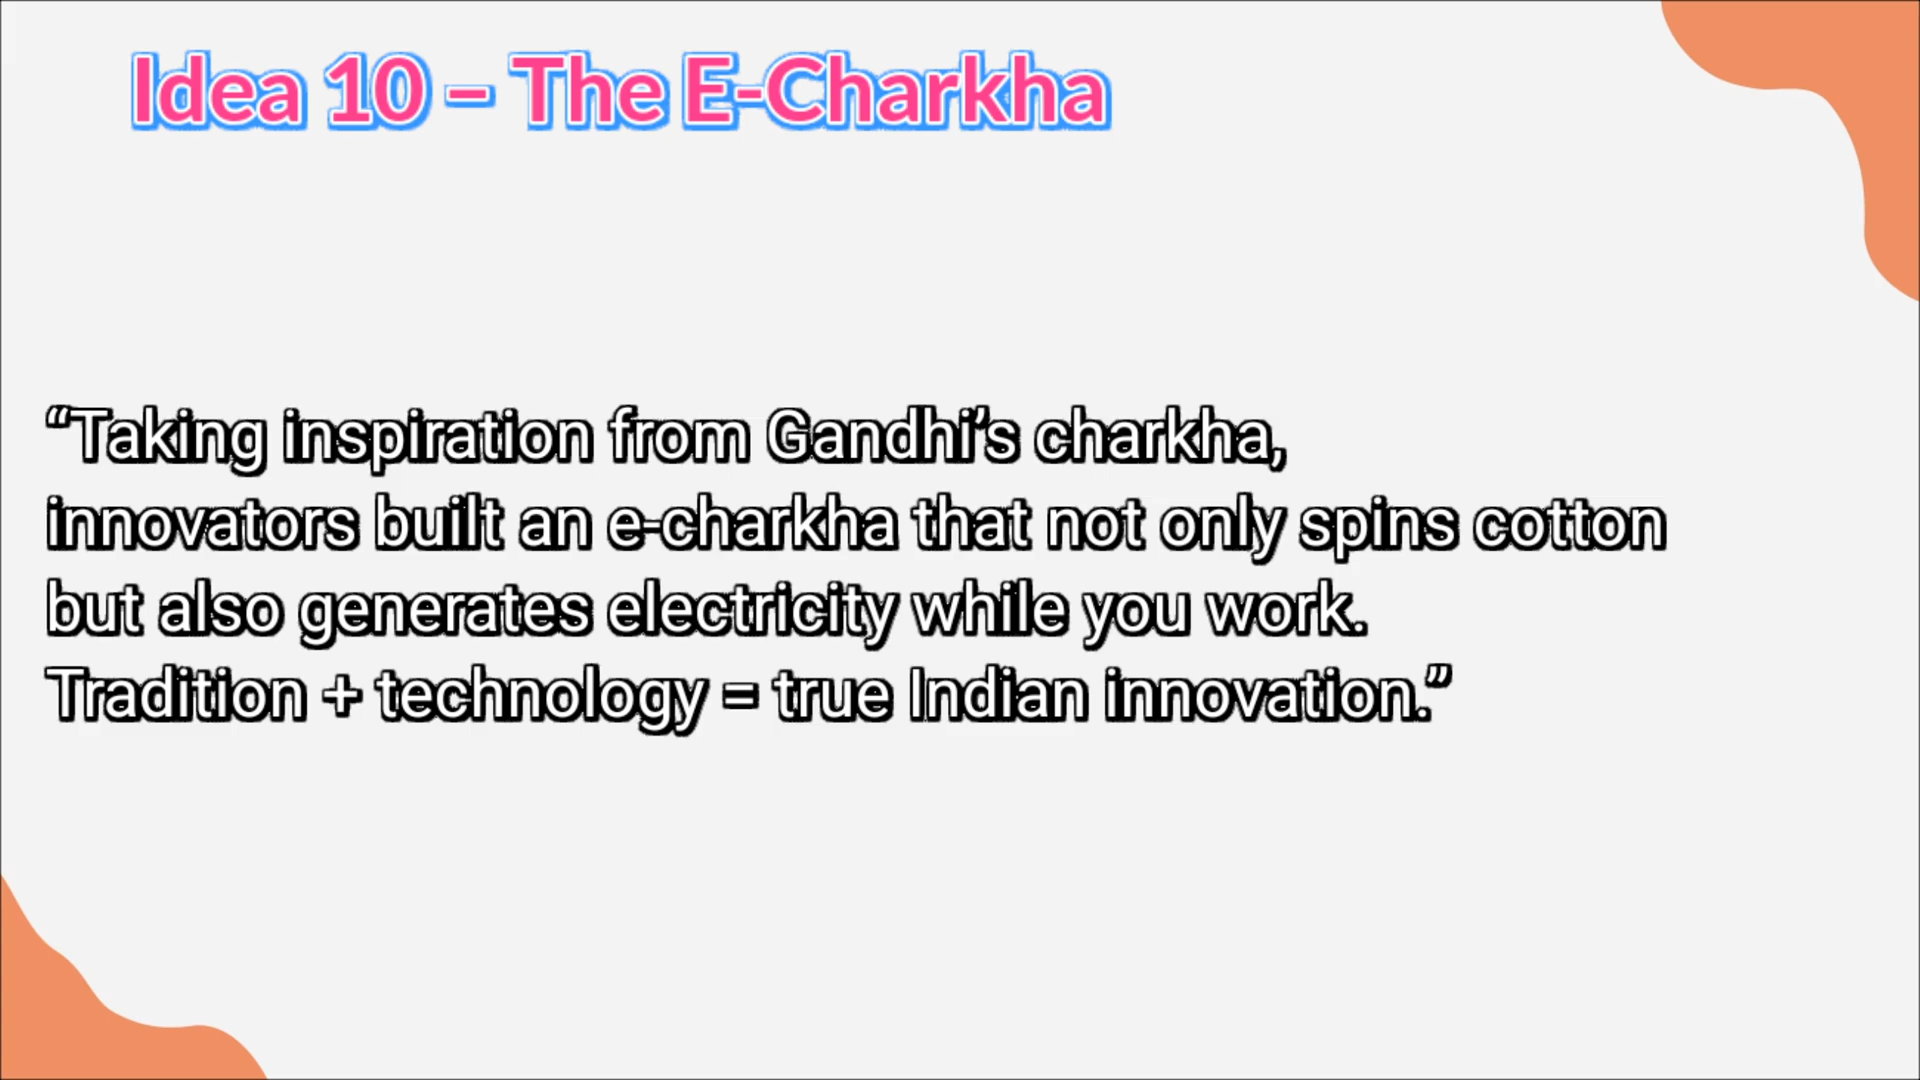 Idea 10 – The E-Charkha
“Taking inspiration from Gandhi’s charkha,
innovators built an e-charkha that not only spins cotton
but also generates electricity while you work.
Tradition + technology = true Indian innovation.”